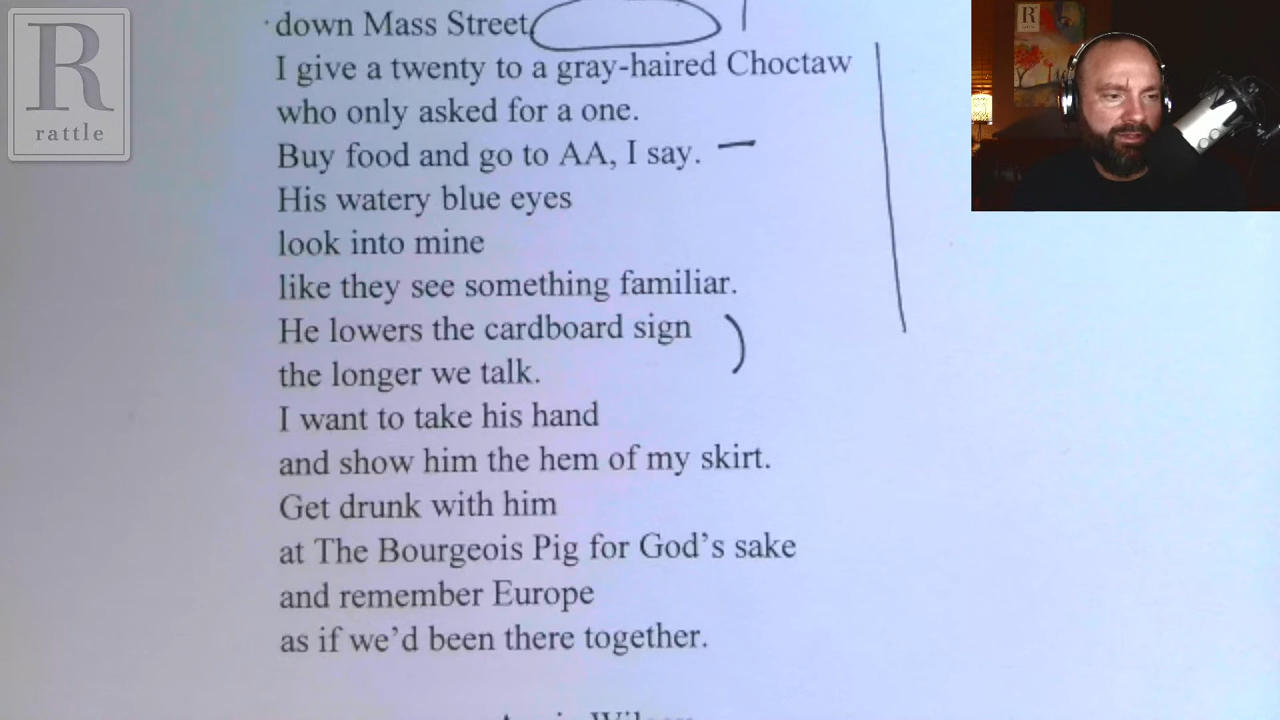 R
rattle
down Mass Street
I give a twenty to a gray-haired Choctaw
who only asked for a one.
Buy food and go to AA, I say.
His watery blue eyes
look into mine
like they see something familiar.
He lowers the cardboard sign
the longer we talk.
I want to take his hand
and show him the hem of my skirt.
Get drunk with him
at The Bourgeois Pig for God’s sake
and remember Europe
as if we’d been there together.